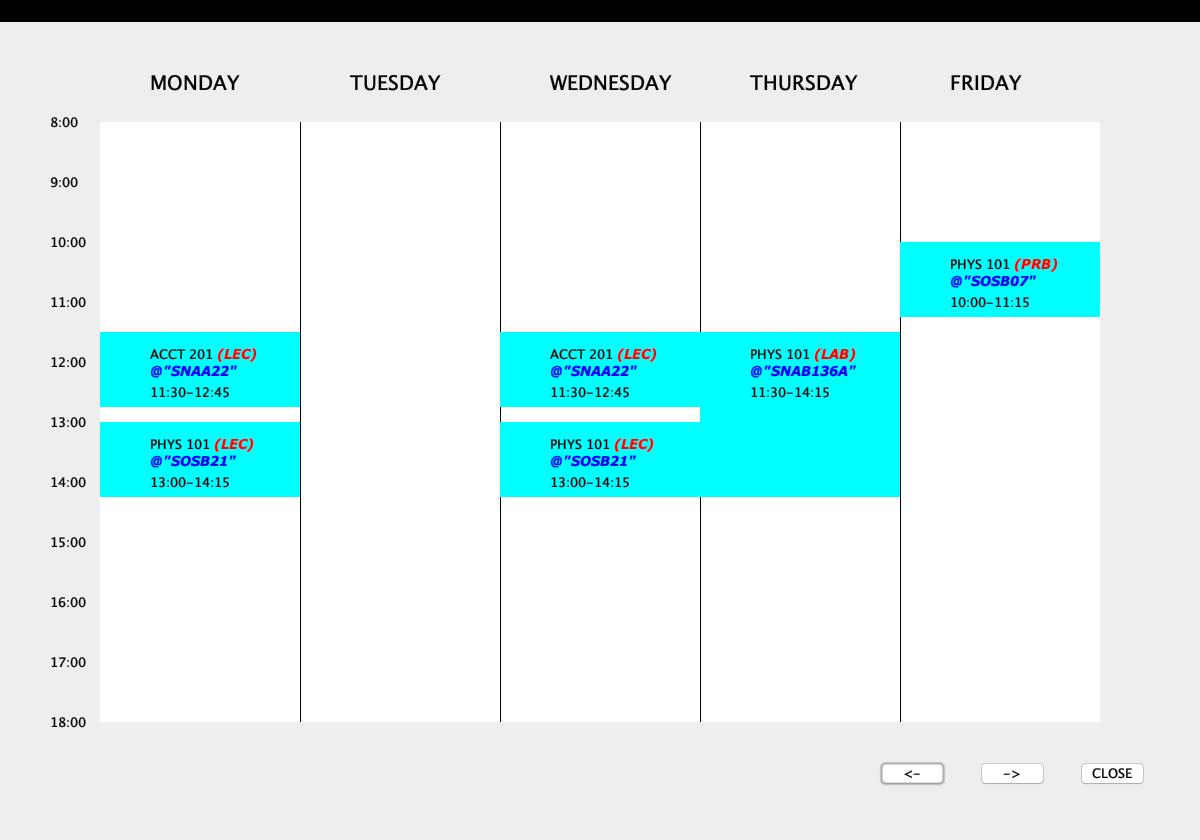 MONDAY TUESDAY WEDNESDAY THURSDAY FRIDAY
8:00
9:00
10:00
PHYS 101 (PRB)
@"SOSB07"
10:00-11:15
11:00
ACCT 201 (LEC)
@"SNAA22"
11:30-12:45
ACCT 201 (LEC)
@"SNAA22"
11:30-12:45
PHYS 101 (LAB)
@"SNAB136A"
11:30-14:15
12:00
13:00
PHYS 101 (LEC)
@"SOSB21"
13:00-14:15
PHYS 101 (LEC)
@"SOSB21"
13:00-14:15
14:00
15:00
16:00
17:00
18:00
<- -> CLOSE